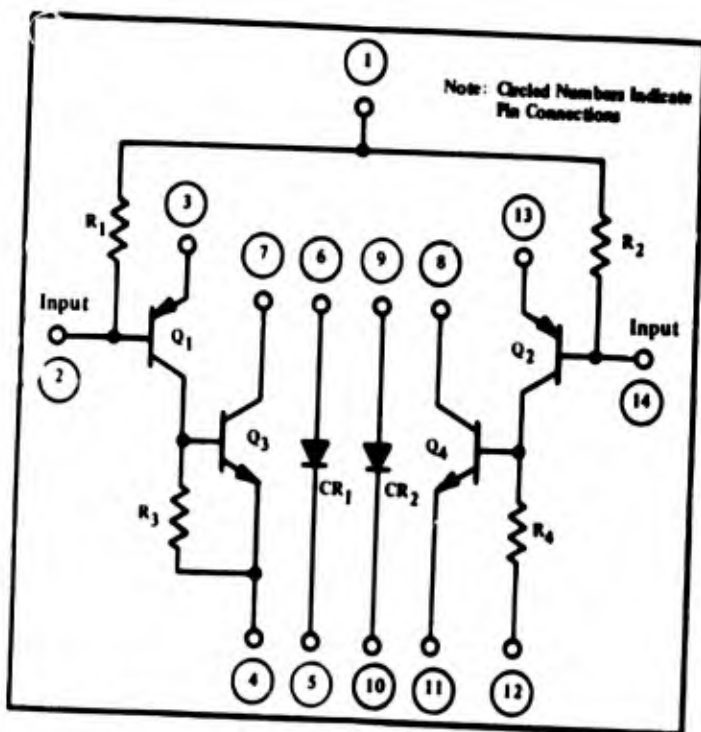 1
Note: Circled Numbers Indicate
Pin Connections
3
13
R1
7
6
9
8
R2
Input
Input
Q1
Q2
2
14
Q3
Q4
CR1
CR2
R3
R4
4
5
10
11
12